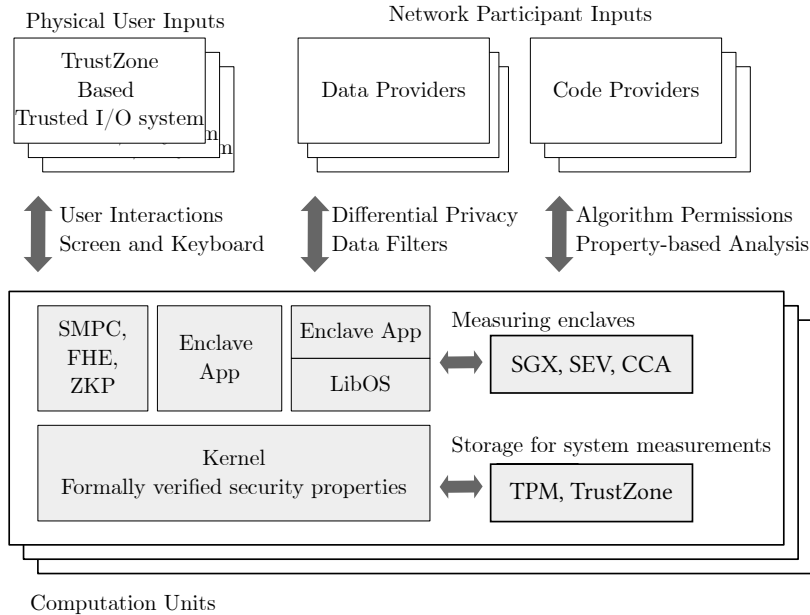 Physical User Inputs
Network Participant Inputs
TrustZone
Based
Trusted I/O system
Data Providers
Code Providers
User Interactions
Screen and Keyboard
Differential Privacy
Data Filters
Algorithm Permissions
Property-based Analysis
SMPC,
FHE,
ZKP
Enclave
App
Enclave App
LibOS
Measuring enclaves
SGX, SEV, CCA
Kernel
Formally verified security properties
Storage for system measurements
TPM, TrustZone
Computation Units